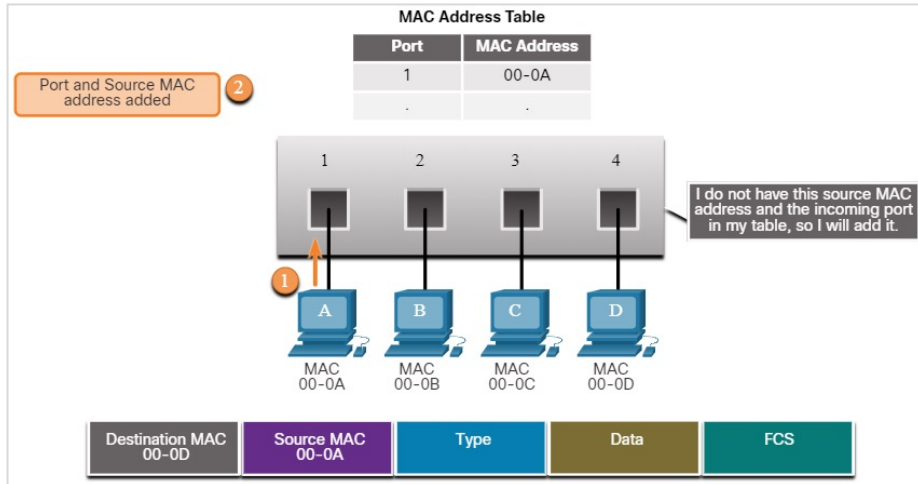 MAC Address Table
Port MAC Address
1 00-0A
. .
Port and Source MAC
address added
2
1 2 3 4
I do not have this source MAC
address and the incoming port
in my table, so I will add it.
1
A B C D
MAC MAC MAC MAC
00-0A 00-0B 00-0C 00-0D
Destination MAC Source MAC Type Data FCS
00-0D 00-0A